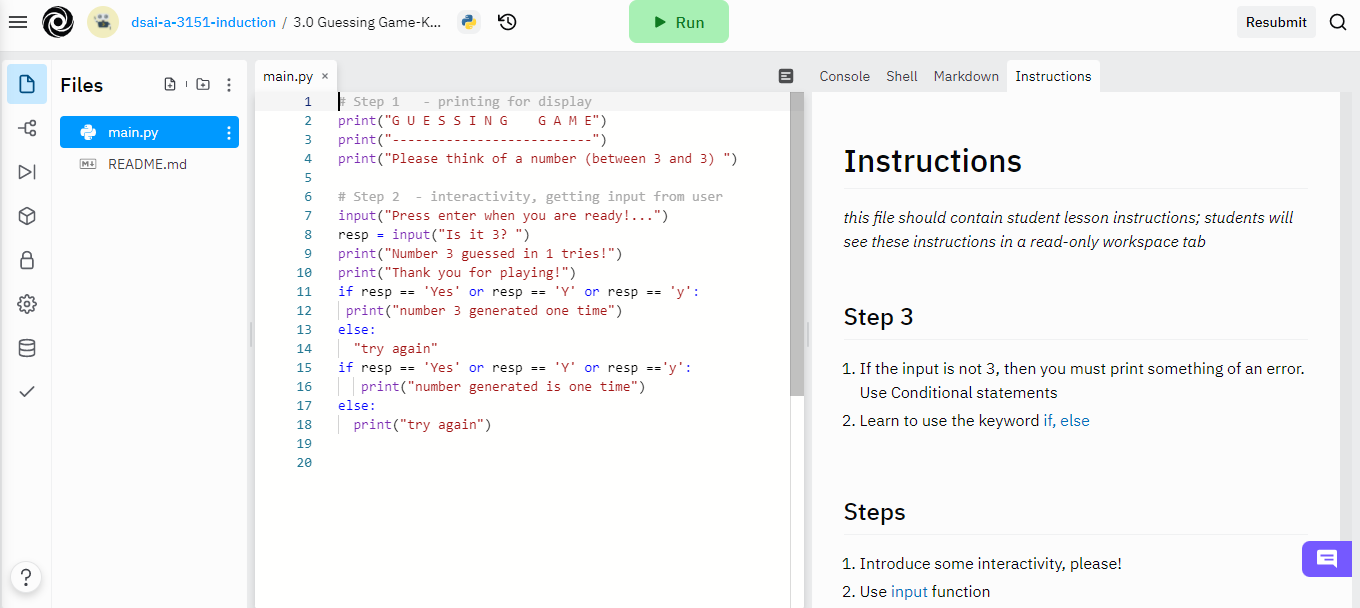 dsai-a-3151-induction / 3.0 Guessing Game-K...
Run
Resubmit
Files
main.py
README.md
main.py ×
1 # Step 1   - printing for display
2 print("G U E S S I N G    G A M E")
3 print("--------------------------")
4 print("Please think of a number (between 3 and 3) ")
5
6 # Step 2  - interactivity, getting input from user
7 input("Press enter when you are ready!...")
8 resp = input("Is it 3? ")
9 print("Number 3 guessed in 1 tries!")
10 print("Thank you for playing!")
11 if resp == 'Yes' or resp == 'Y' or resp == 'y':
12  print("number 3 generated one time")
13 else:
14   "try again"
15 if resp == 'Yes' or resp == 'Y' or resp =='y':
16    print("number generated is one time")
17 else:
18   print("try again")
19
20
Console Shell Markdown Instructions
Instructions
this file should contain student lesson instructions; students will
see these instructions in a read-only workspace tab
Step 3
1. If the input is not 3, then you must print something of an error.
Use Conditional statements
2. Learn to use the keyword if, else
Steps
1. Introduce some interactivity, please!
2. Use input function
?